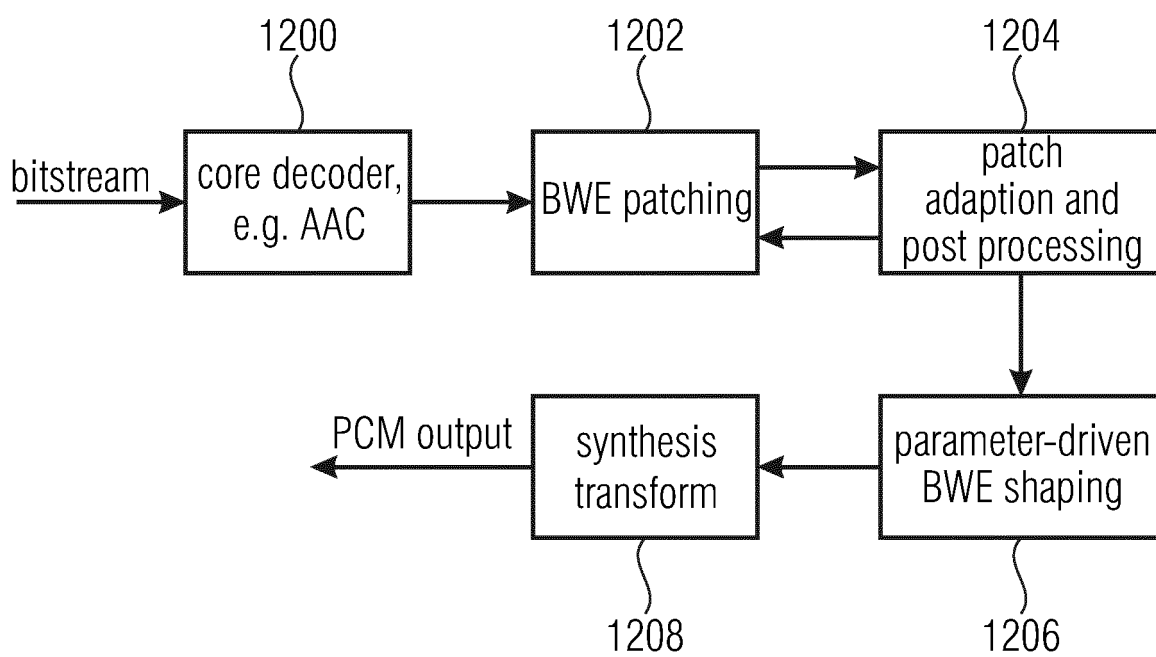 1200
1202
1204
bitstream
core decoder,
e.g. AAC
BWE patching
patch
adaption and
post processing
PCM output
synthesis
transform
parameter-driven
BWE shaping
1208
1206